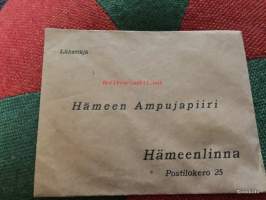 Lähettäjä
Hämeen Ampujapiiri
Hämeenlinna
Postilokero 25